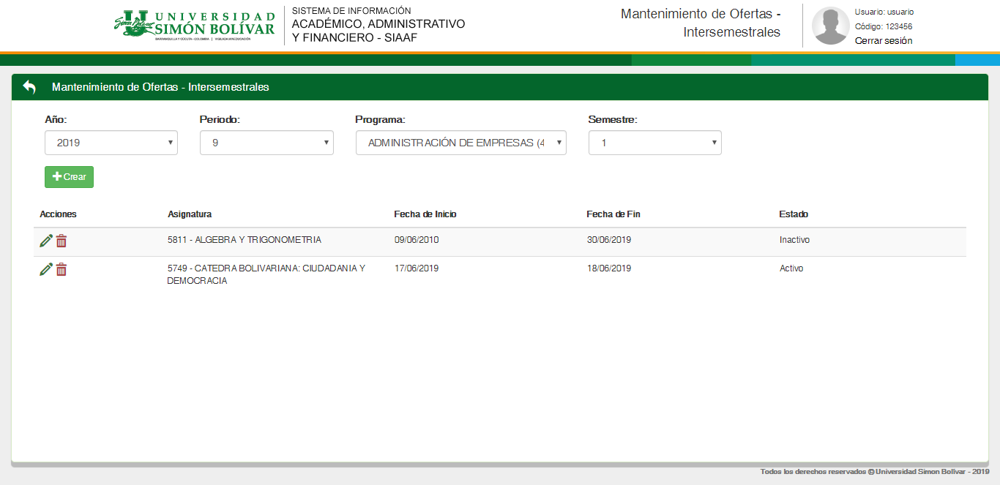 UNIVERSIDAD
SIMÓN BOLÍVAR
BARRANQUILLA Y CÚCUTA - COLOMBIA | VIGILADA MINEDUCACIÓN
SISTEMA DE INFORMACIÓN
ACADÉMICO, ADMINISTRATIVO
Y FINANCIERO - SIAAF
Mantenimiento de Ofertas -
Intersemestrales
Usuario: usuario
Código: 123456
Cerrar sesión
Mantenimiento de Ofertas - Intersemestrales
Año: Periodo: Programa: Semestre:
2019 9 ADMINISTRACIÓN DE EMPRESAS (4 1
Crear
Acciones Asignatura Fecha de Inicio Fecha de Fin Estado
5811 - ALGEBRA Y TRIGONOMETRIA 09/06/2010 30/06/2019 Inactivo
5749 - CATEDRA BOLIVARIANA: CIUDADANIA Y 17/06/2019 18/06/2019 Activo
DEMOCRACIA
Todos los derechos reservados © Universidad Simon Bolívar - 2019